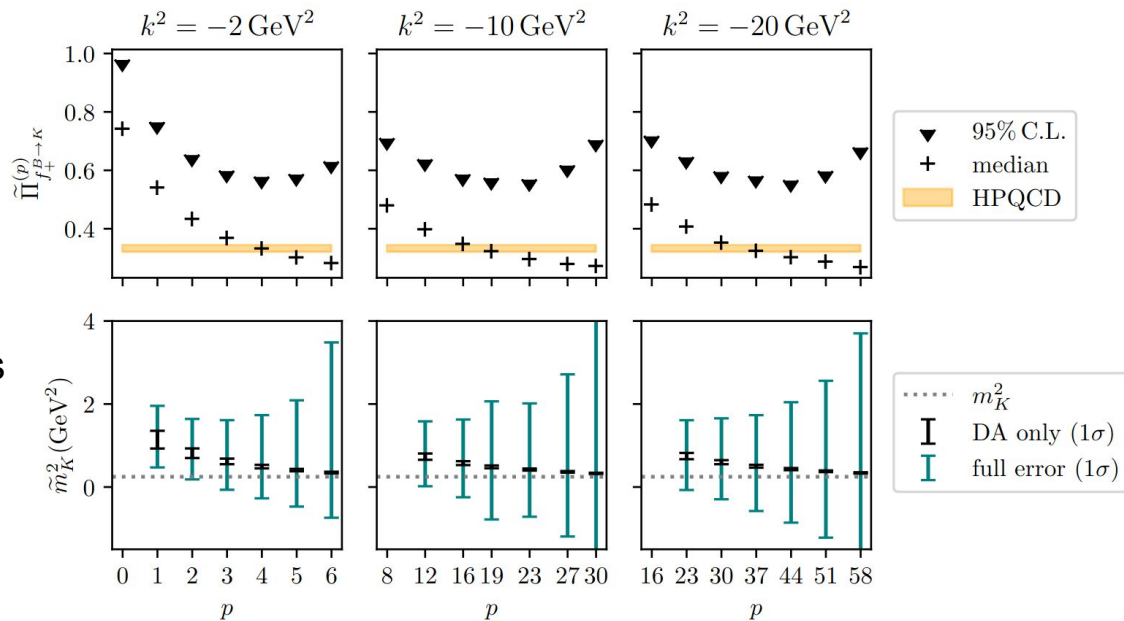 k² = −2 GeV² k² = −10 GeV² k² = −20 GeV²
1.0
0.8
0.6
0.4
Π̃^(p)_{f_+^{B→K}}
95% C.L.
median
HPQCD
4
2
0
s
m̃²_K (GeV²)
m²_K
DA only (1σ)
full error (1σ)
0 1 2 3 4 5 6 8 12 16 19 23 27 30 16 23 30 37 44 51 58
p p p